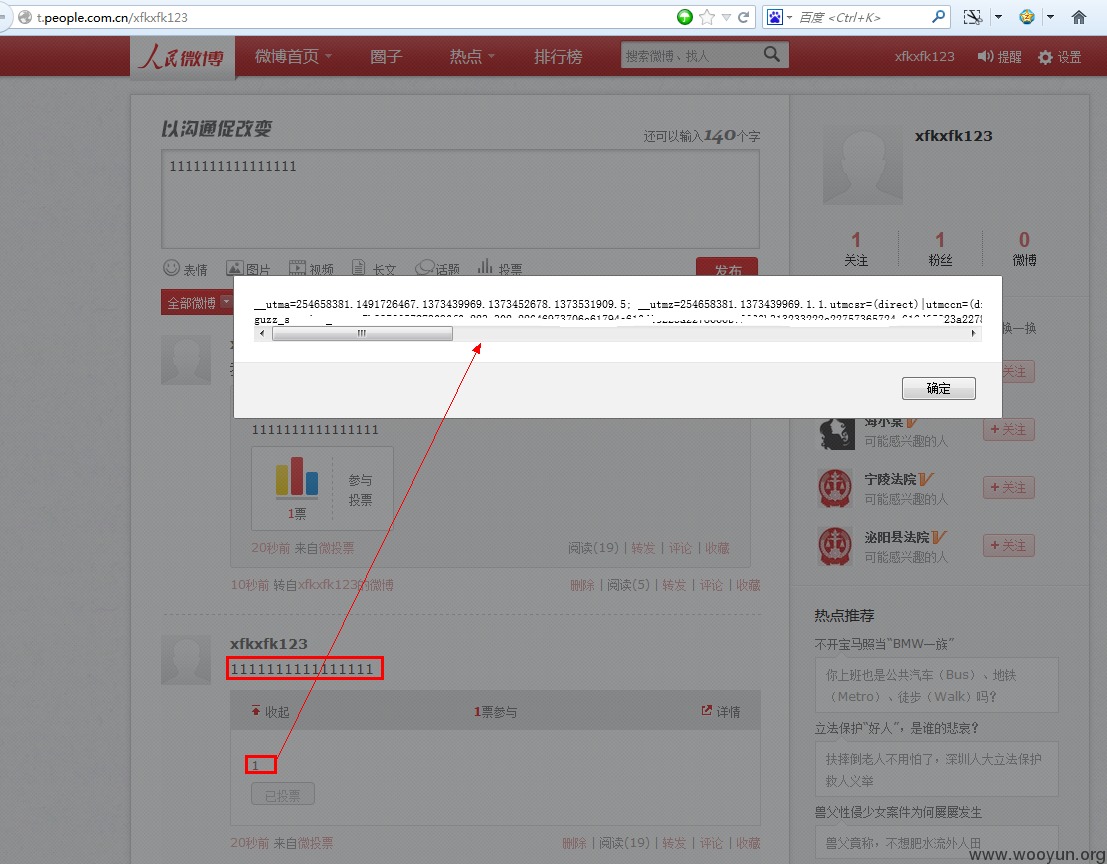 t.people.com.cn/xfkxfk123
百度 <Ctrl+K>
人民微博
微博首页
圈子
热点
排行榜
搜索微博、找人
xfkxfk123
提醒
设置
以沟通促改变
还可以输入140个字
1111111111111111
表情
图片
视频
长文
话题
投票
发布
xfkxfk123
1
关注
1
粉丝
0
微博
全部微博
__utma=254658381.1491726467.1373439969.1373452678.1373531909.5; __utmz=254658381.1373439969.1.1.utmcsr=(direct)|utmccn=(di
确定
换一换
关注
1111111111111111
参与
投票
1票
20秒前 来自微投票
阅读(19) | 转发 | 评论 | 收藏
10秒前 转自xfkxfk123的微博
删除 | 阅读(5) | 转发 | 评论 | 收藏
可能感兴趣的人
+ 关注
宁陵法院
可能感兴趣的人
+ 关注
泌阳县法院
可能感兴趣的人
+ 关注
xfkxfk123
1111111111111111
收起
1票参与
详情
1
已投票
20秒前 来自微投票
删除 | 阅读(19) | 转发 | 评论 | 收藏
热点推荐
不开宝马照当“BMW一族”
你上班也是公共汽车（Bus）、地铁
（Metro）、徒步（Walk）吗?
立法保护“好人”，是谁的悲哀?
扶摔倒老人不用怕了，深圳人大立法保护
救人义举
兽父性侵少女案件为何屡屡发生
兽父竟称，不想肥水流外人田
www.wooyun.org